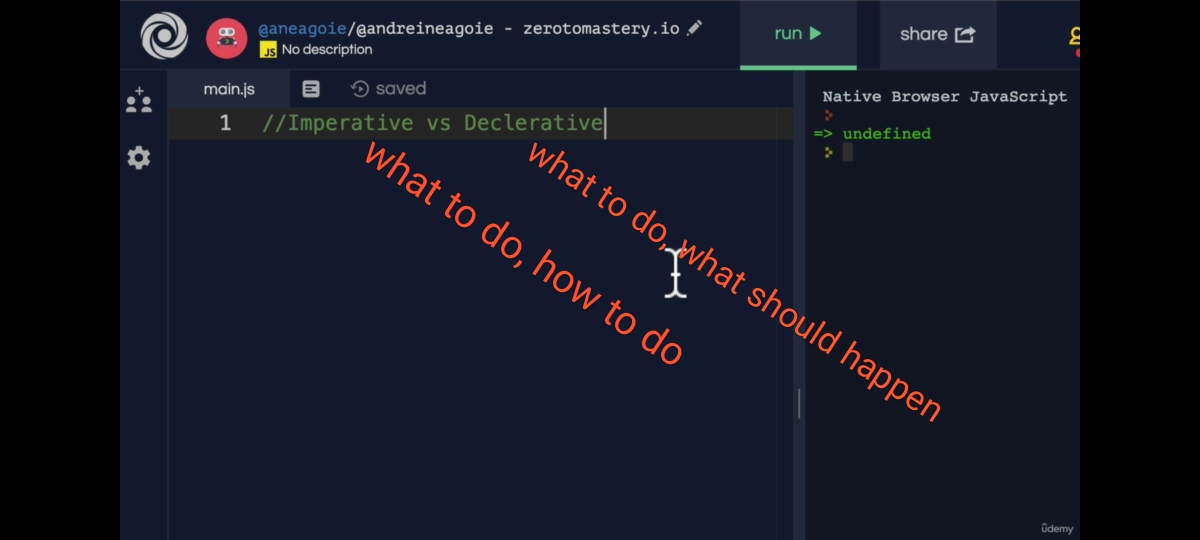 @aneagoie/@andreineagoie - zerotomastery.io
JS No description
run
share
main.js
saved
1 //Imperative vs Declerative
what to do, how to do
what to do, what should happen
Native Browser JavaScript
=> undefined
udemy